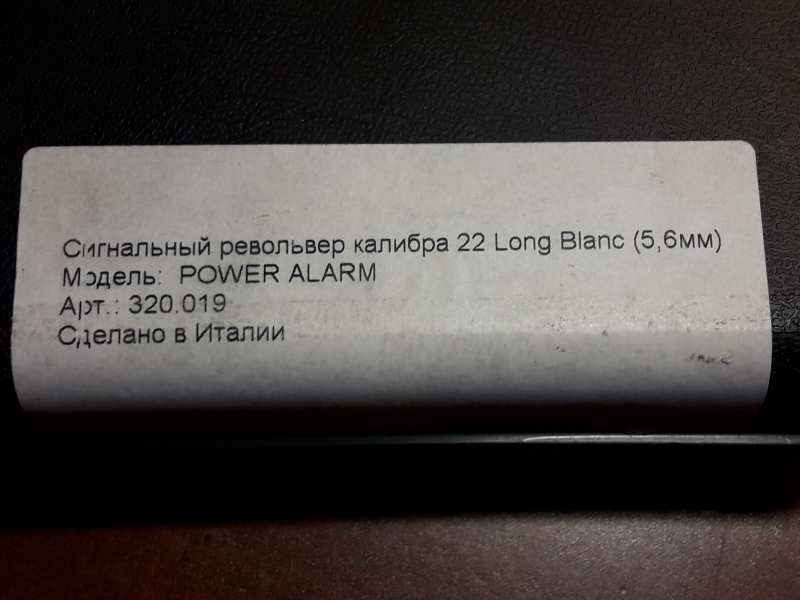 Сигнальный револьвер калибра 22 Long Blanc (5,6мм)
Модель: POWER ALARM
Арт.: 320.019
Сделано в Италии